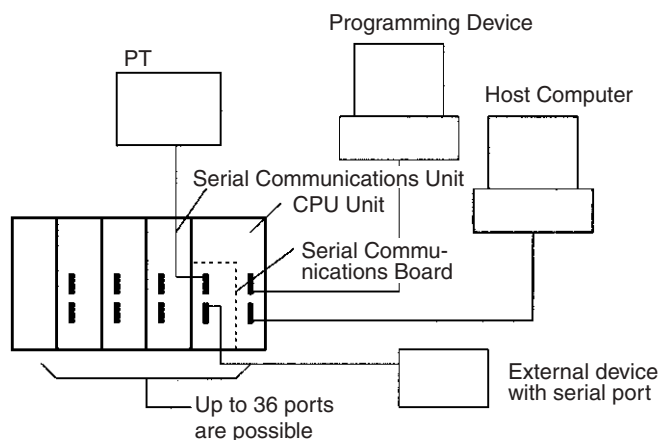 Programming Device
PT
Host Computer
Serial Communications Unit
CPU Unit
Serial Commu-
nications Board
External device
with serial port
Up to 36 ports
are possible